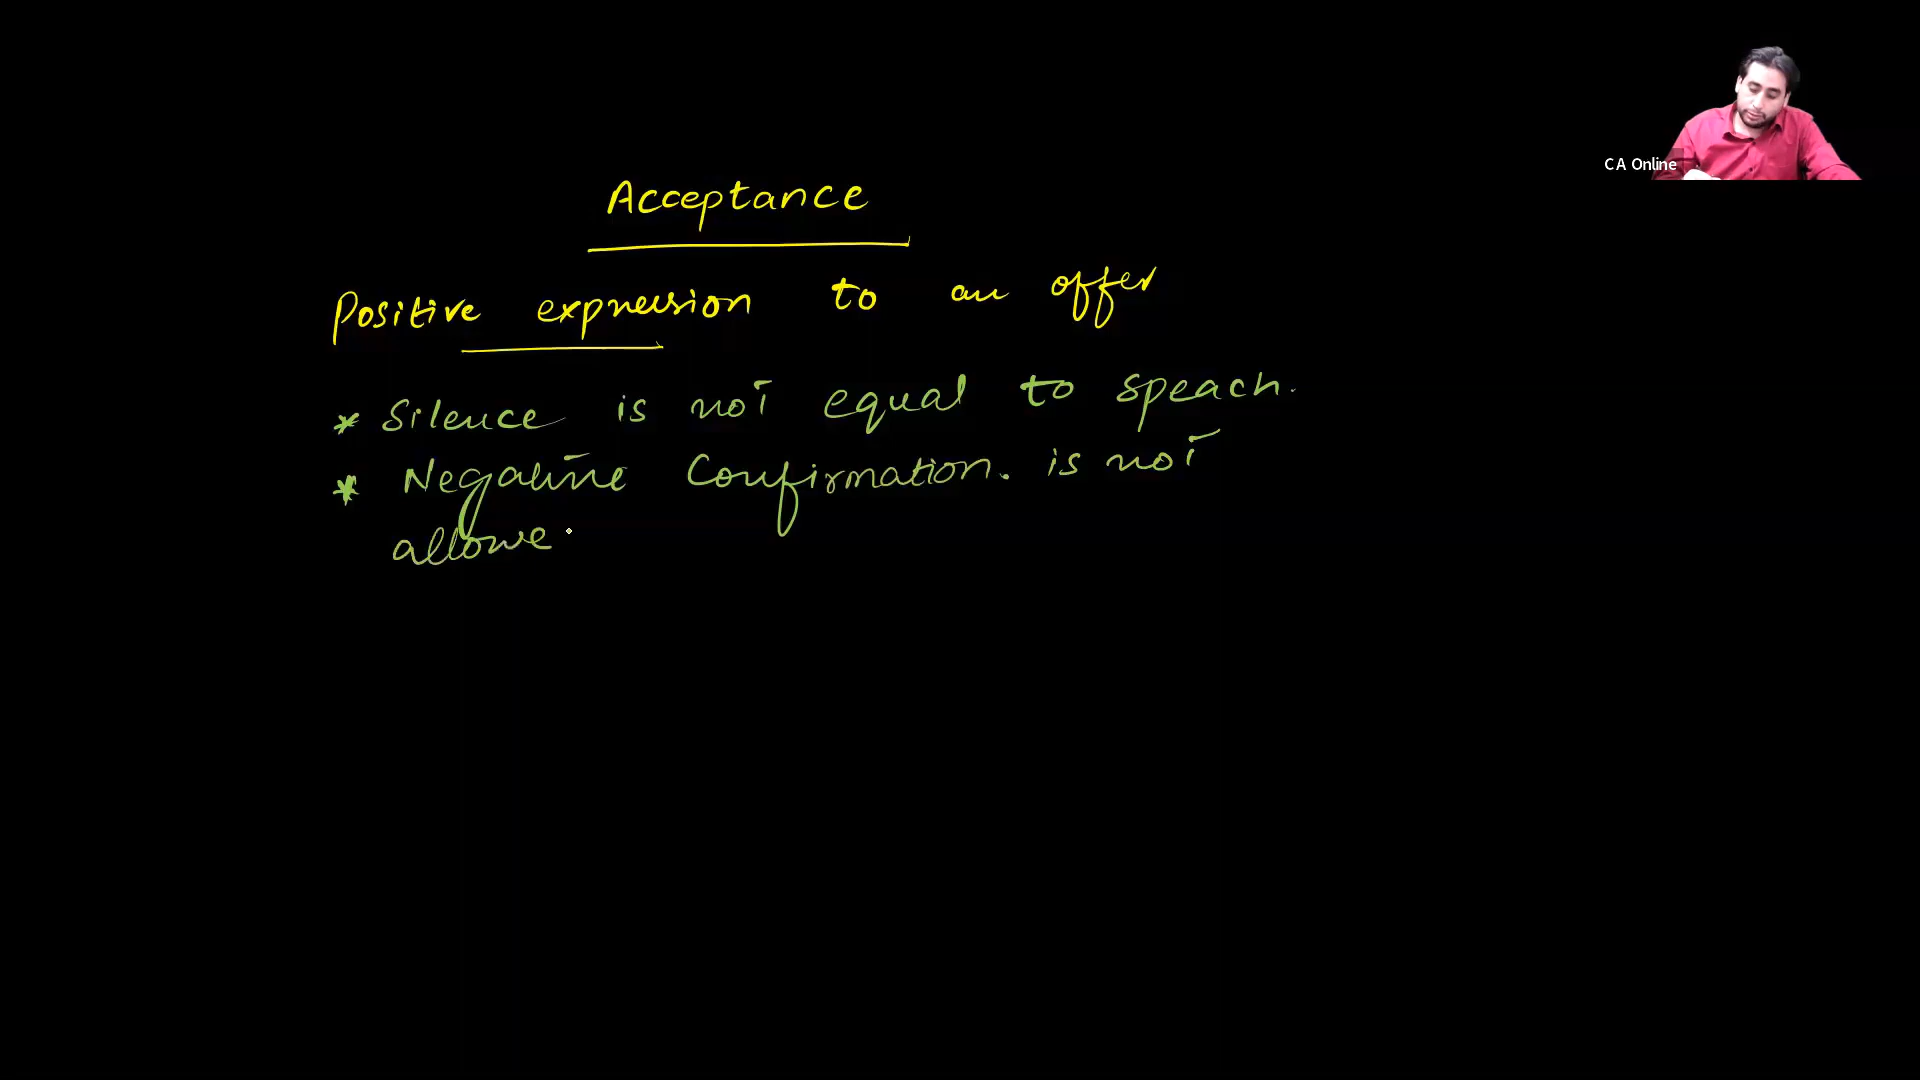 CA Online
Acceptance
Positive expression to an offer
* Silence is not equal to speach.
* Negative Confirmation. is not
allowe